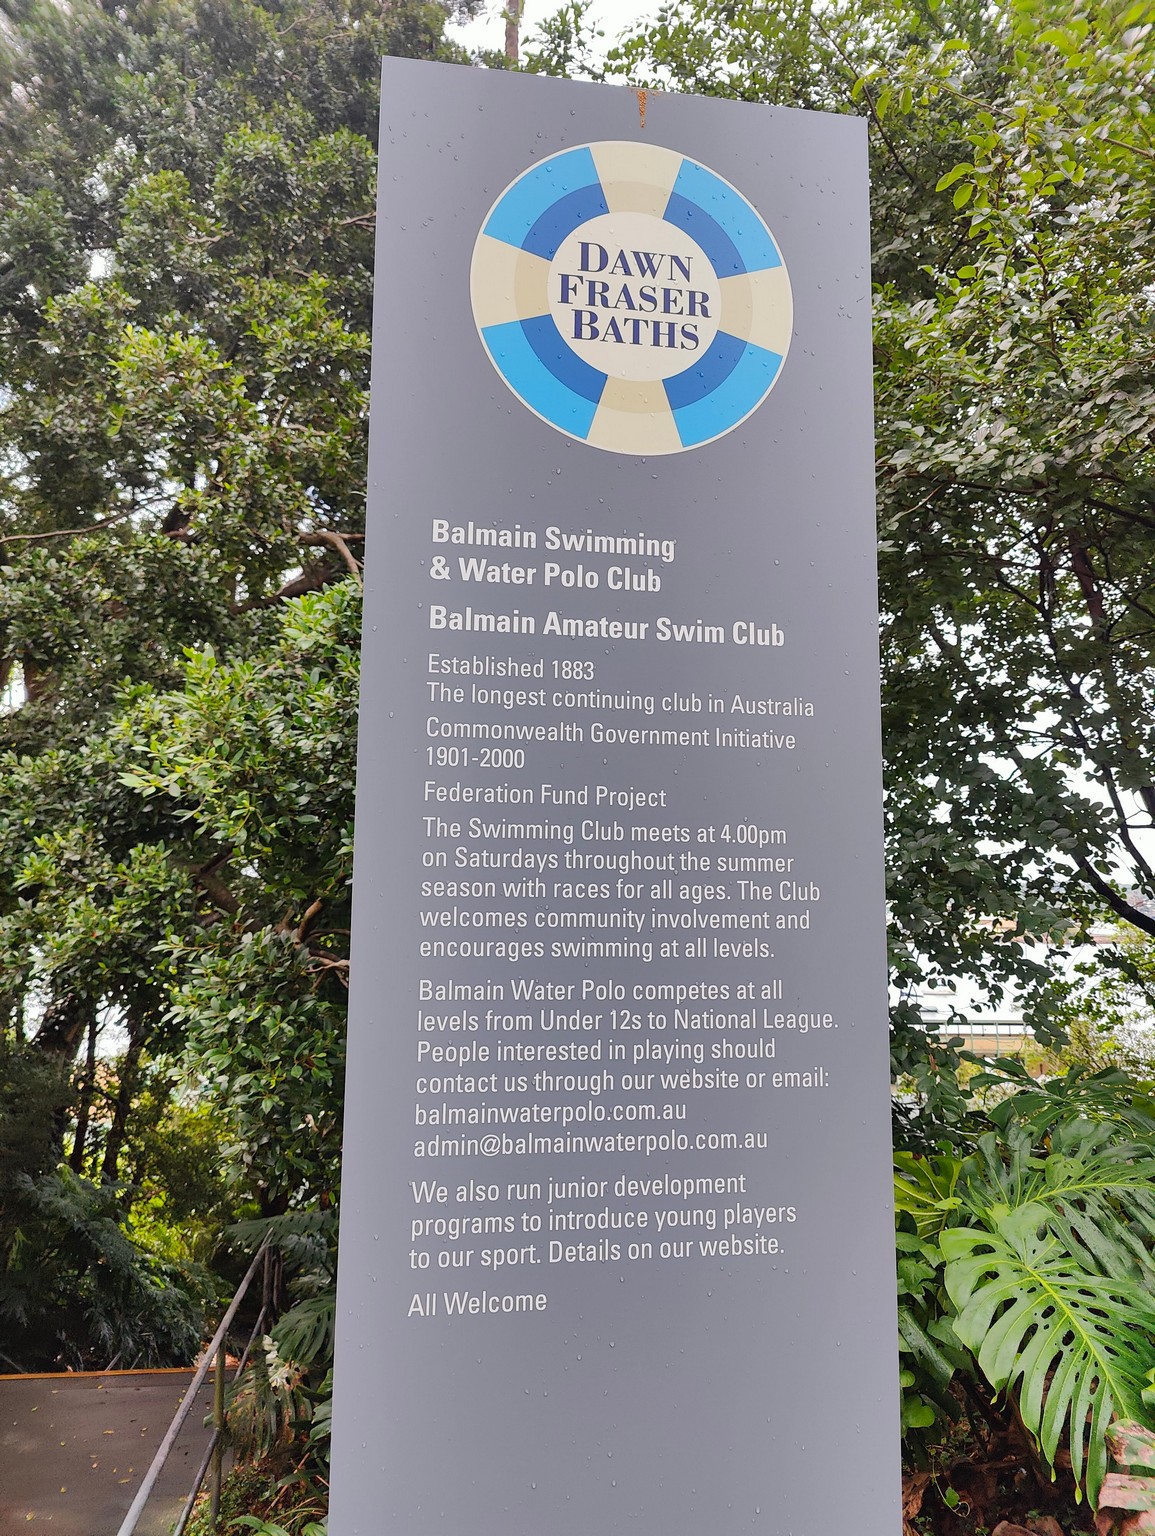 DAWN
FRASER
BATHS
Balmain Swimming
& Water Polo Club
Balmain Amateur Swim Club
Established 1883
The longest continuing club in Australia
Commonwealth Government Initiative
1901-2000
Federation Fund Project
The Swimming Club meets at 4.00pm
on Saturdays throughout the summer
season with races for all ages. The Club
welcomes community involvement and
encourages swimming at all levels.
Balmain Water Polo competes at all
levels from Under 12s to National League.
People interested in playing should
contact us through our website or email:
balmainwaterpolo.com.au
admin@balmainwaterpolo.com.au
We also run junior development
programs to introduce young players
to our sport. Details on our website.
All Welcome